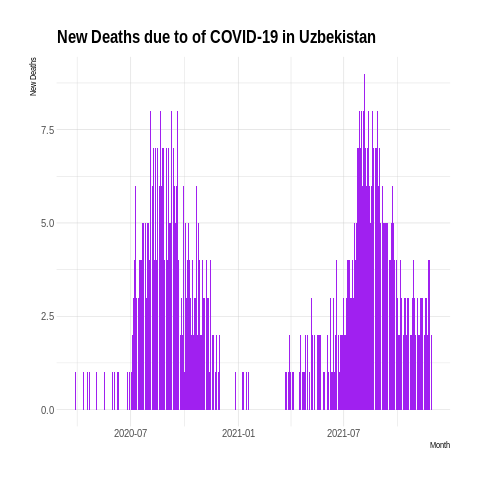 New Deaths due to of COVID-19 in Uzbekistan
New Deaths
7.5
5.0
2.5
0.0
2020-07
2021-01
2021-07
Month